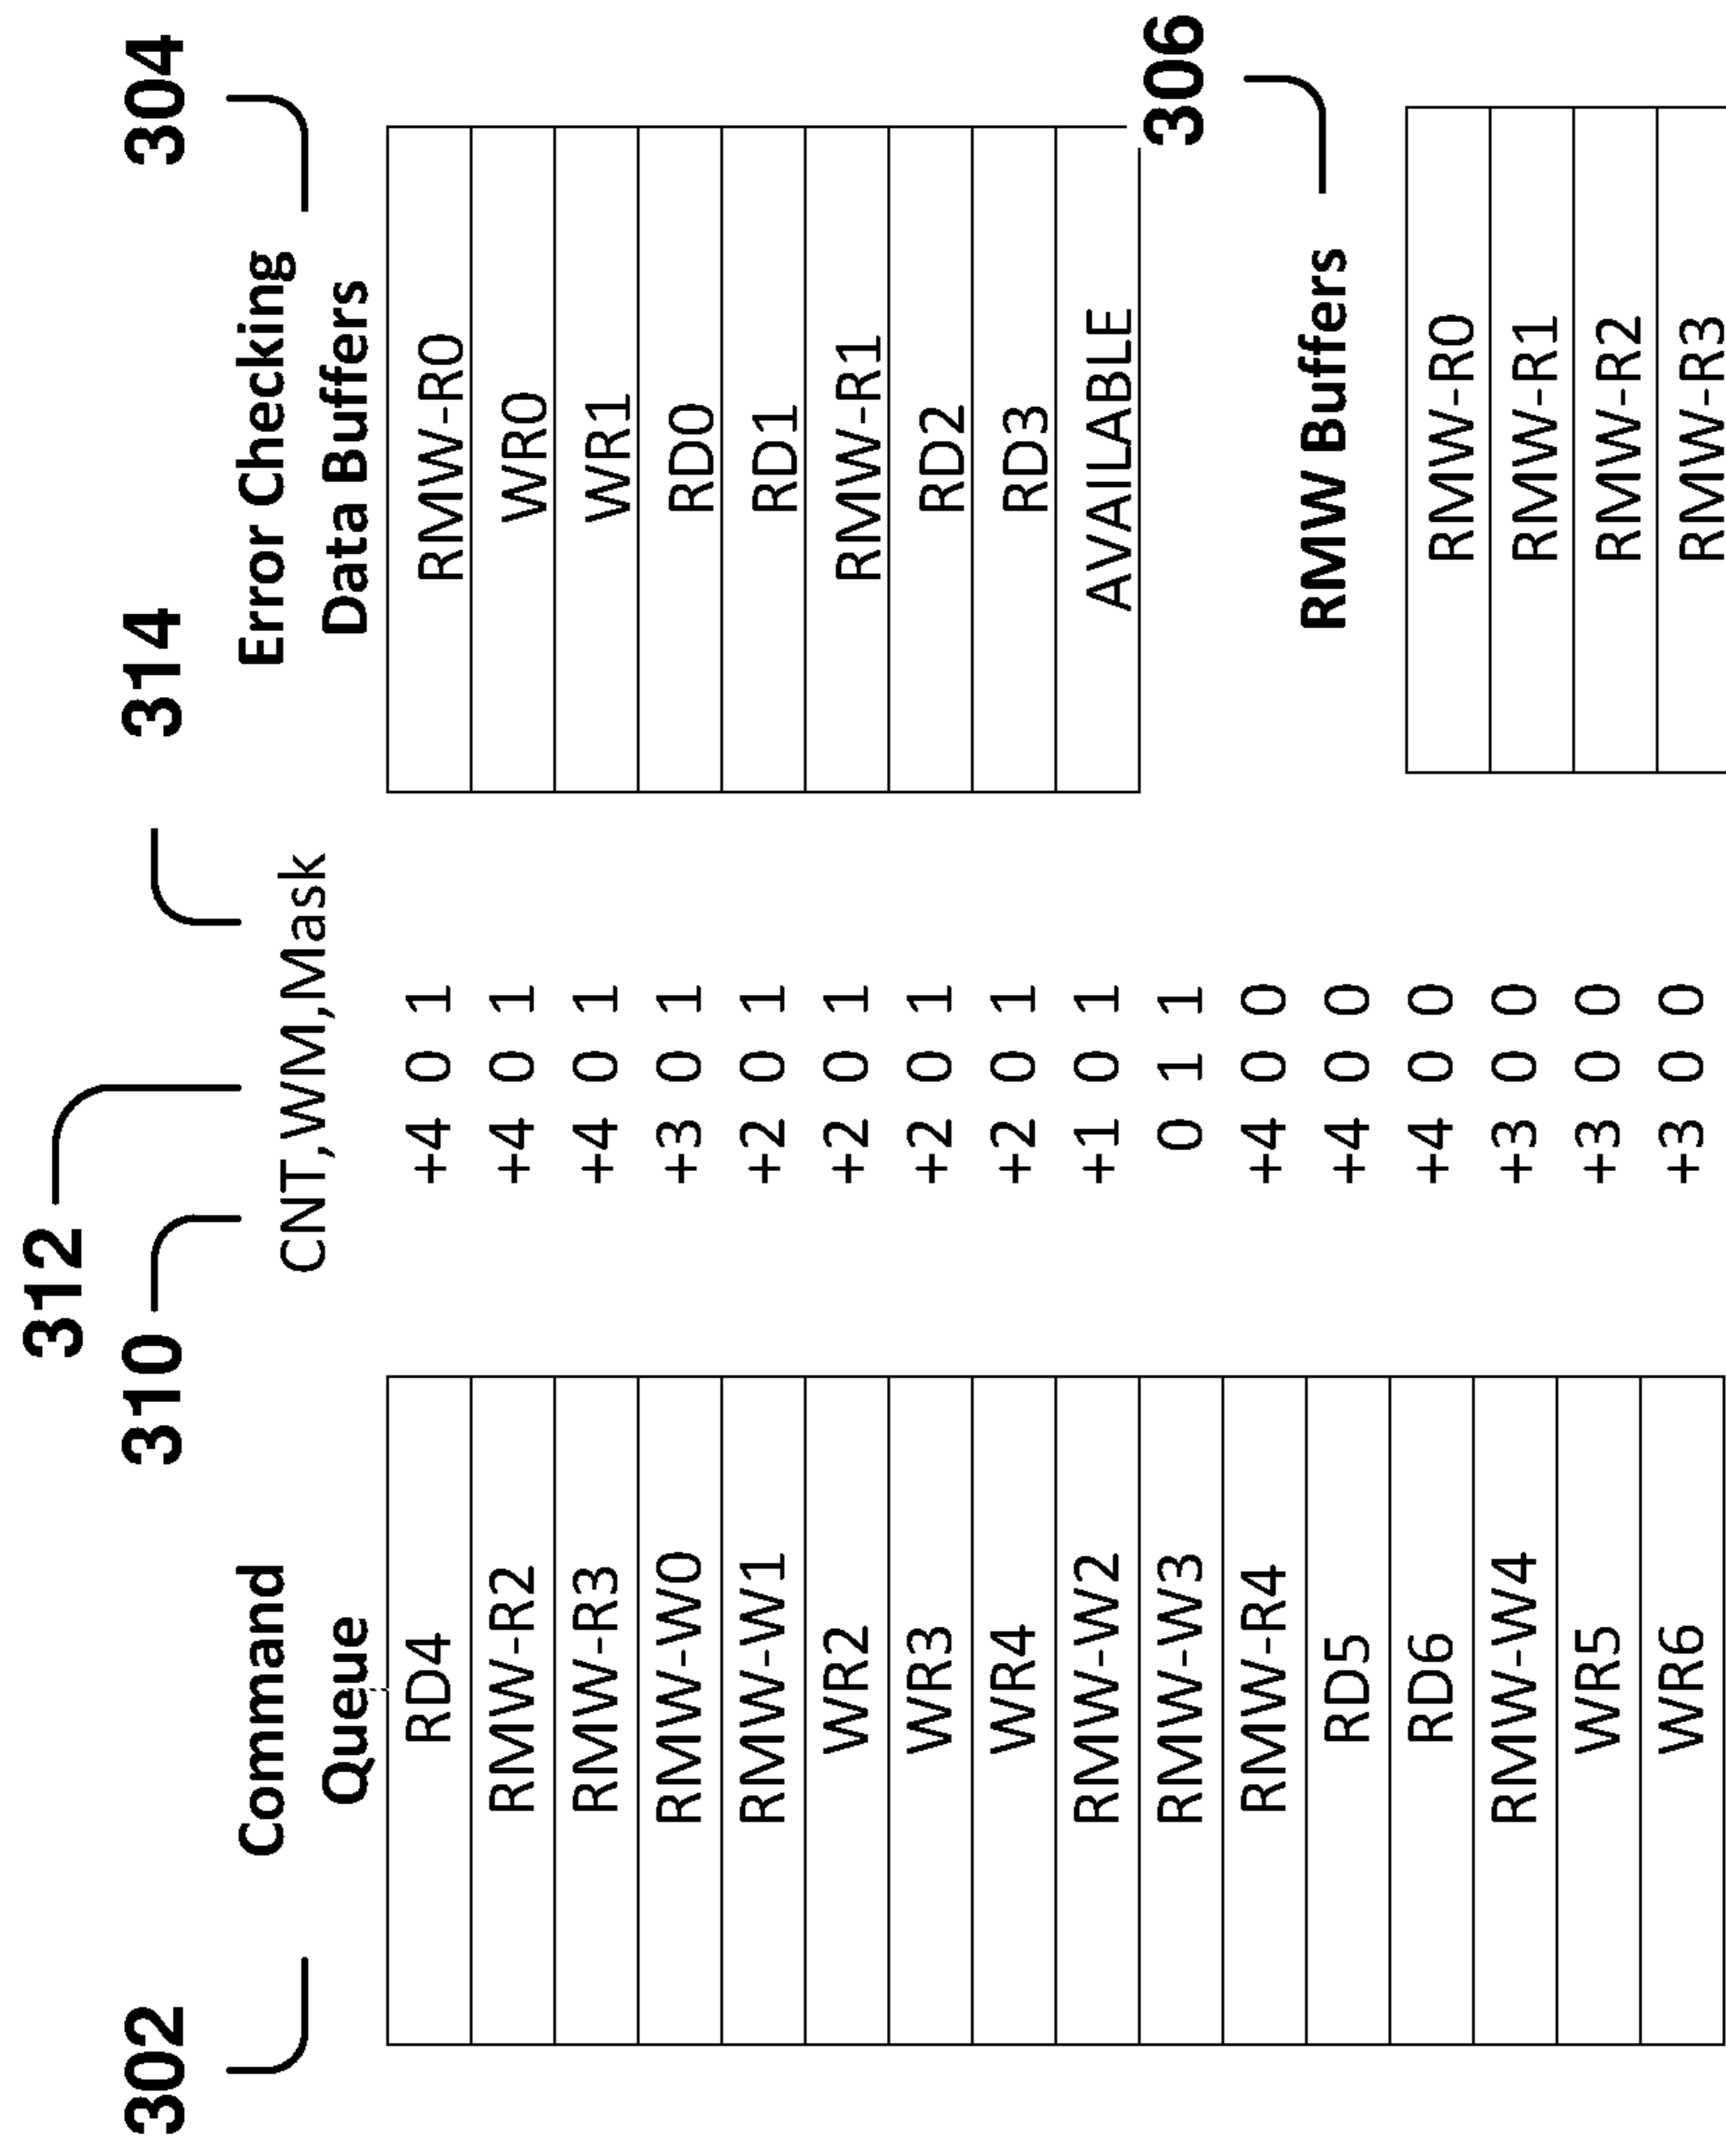 312
310
314
304
302
Command
Queue
CNT,WM,Mask
Error Checking
Data Buffers
RD4
RMW-R2
RMW-R3
RMW-W0
RMW-W1
WR2
WR3
WR4
RMW-W2
RMW-W3
RMW-R4
RD5
RD6
RMW-W4
WR5
WR6
+4 0 1
+4 0 1
+4 0 1
+3 0 1
+2 0 1
+2 0 1
+2 0 1
+2 0 1
+1 0 1
0 1 1
+4 0 0
+4 0 0
+4 0 0
+3 0 0
+3 0 0
+3 0 0
RMW-R0
WR0
WR1
RD0
RD1
RMW-R1
RD2
RD3
AVAILABLE
306
RMW Buffers
RMW-R0
RMW-R1
RMW-R2
RMW-R3